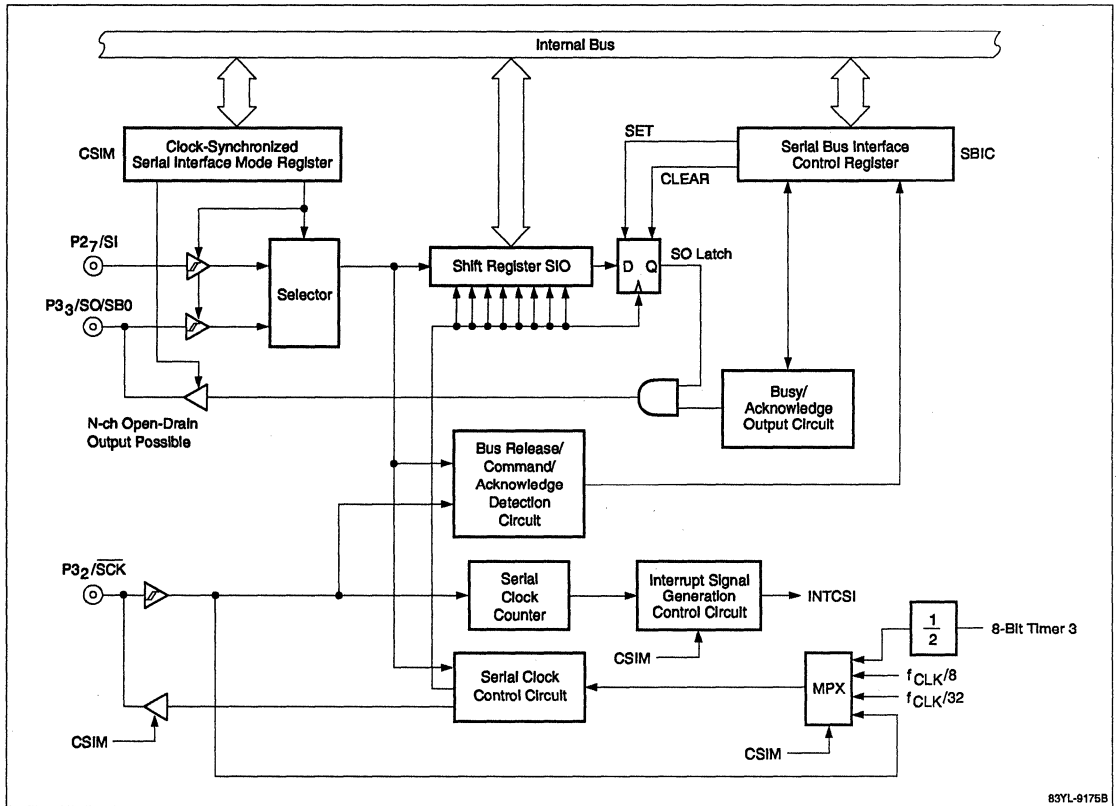 Internal Bus
CSIM
Clock-Synchronized
Serial Interface Mode Register
SET
CLEAR
Serial Bus Interface
Control Register
SBIC
P27/SI
P33/SO/SB0
Selector
Shift Register SIO
D Q
SO Latch
N-ch Open-Drain
Output Possible
Busy/
Acknowledge
Output Circuit
Bus Release/
Command/
Acknowledge
Detection
Circuit
P32/S̅C̅K̅
Serial
Clock
Counter
Interrupt Signal
Generation
Control Circuit
INTCSI
CSIM
1
2
8-Bit Timer 3
fCLK/8
fCLK/32
MPX
Serial Clock
Control Circuit
CSIM
CSIM
83YL-9175B